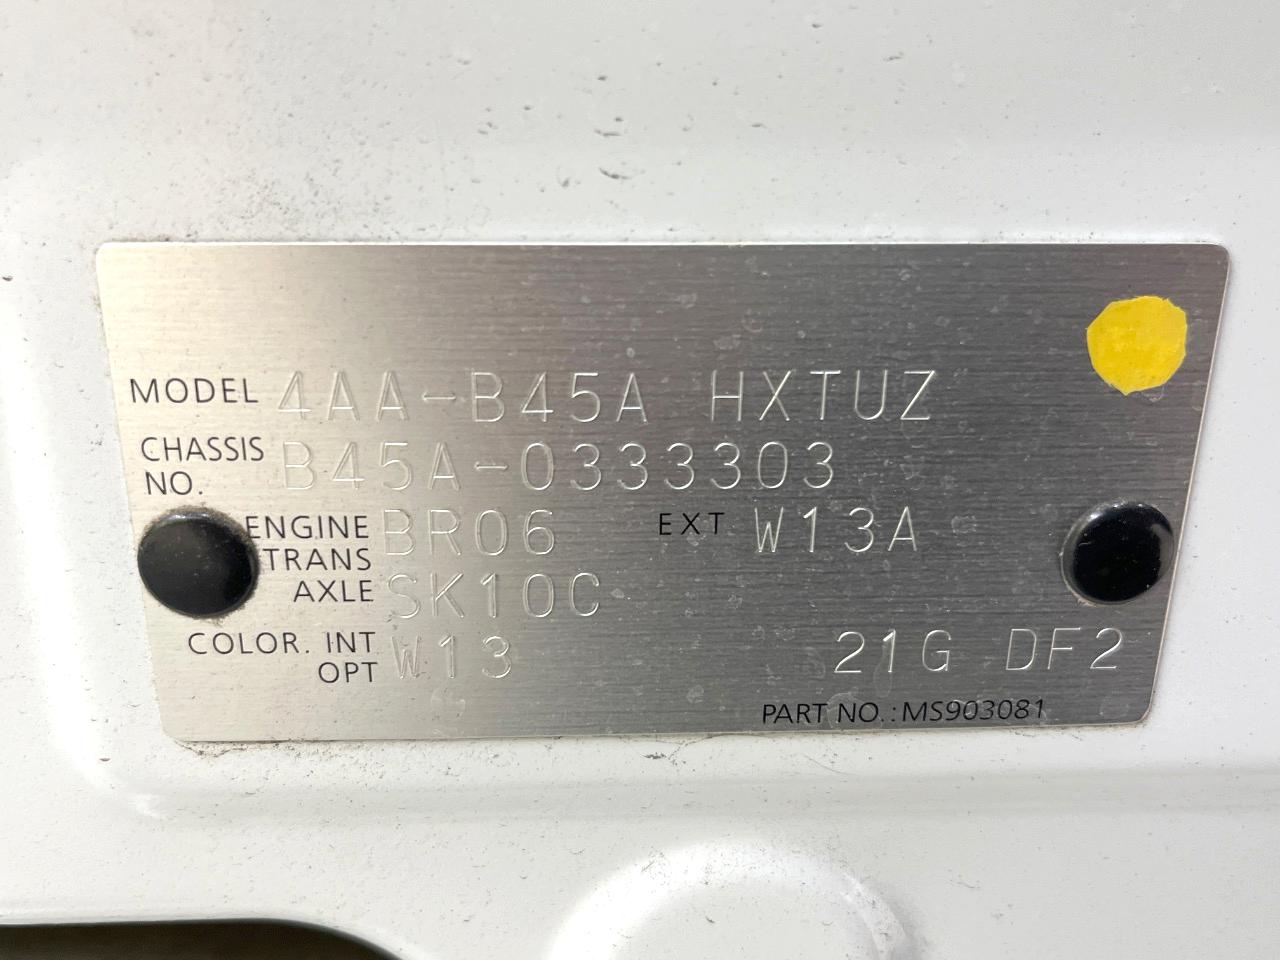 MODEL 4AA-B45A HXTUZ
CHASSIS NO. B45A-0333303
ENGINE BR06 EXT W13A
TRANS AXLE SK10C
COLOR. INT OPT W13 21G DF2
PART NO.: MS903081